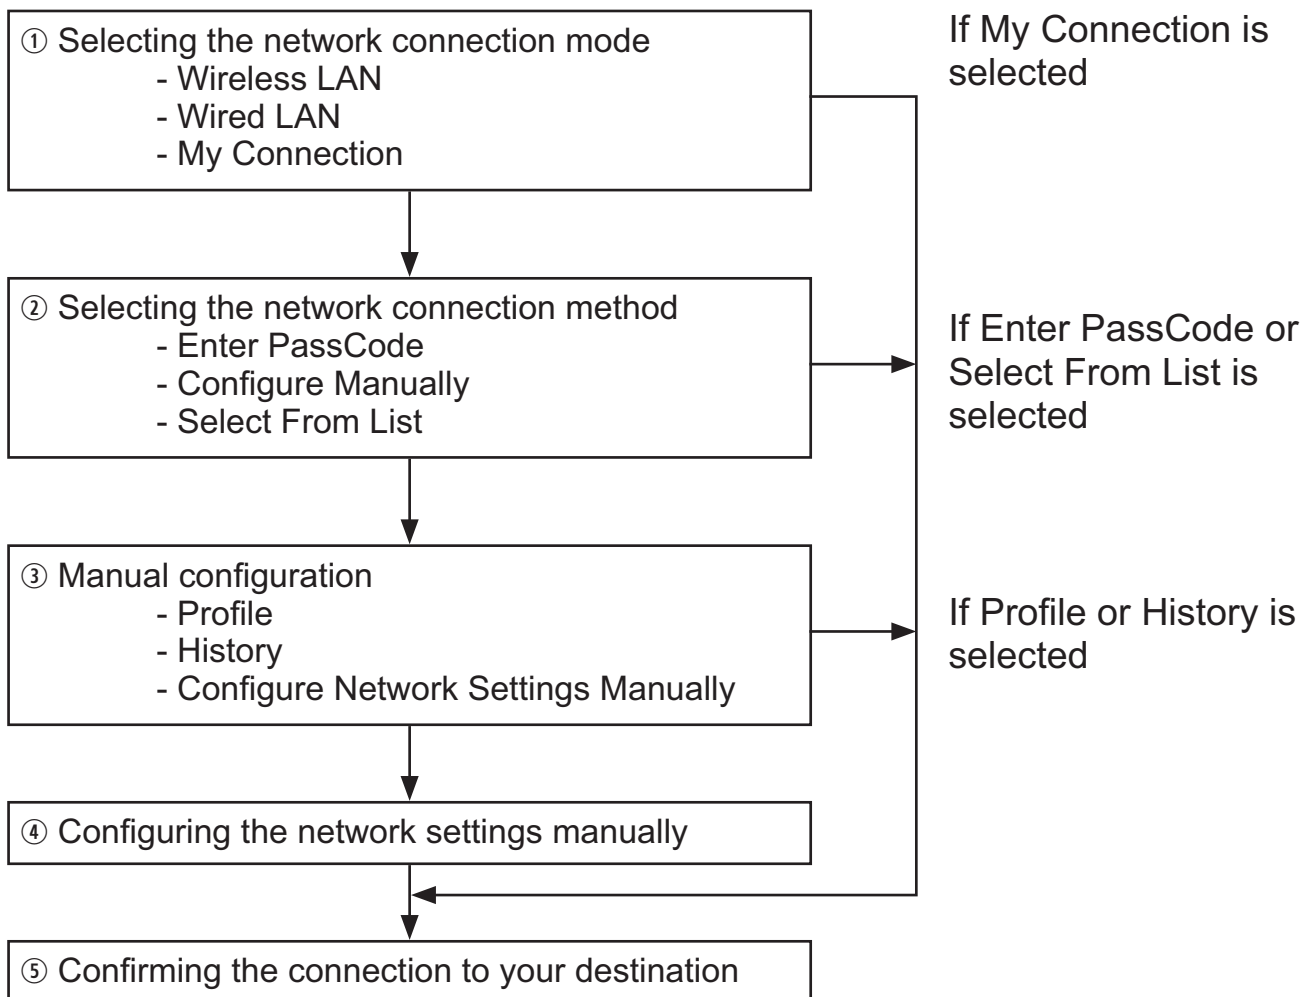 ① Selecting the network connection mode
- Wireless LAN
- Wired LAN
- My Connection
If My Connection is
selected
② Selecting the network connection method
- Enter PassCode
- Configure Manually
- Select From List
If Enter PassCode or
Select From List is
selected
③ Manual configuration
- Profile
- History
- Configure Network Settings Manually
If Profile or History is
selected
④ Configuring the network settings manually
⑤ Confirming the connection to your destination